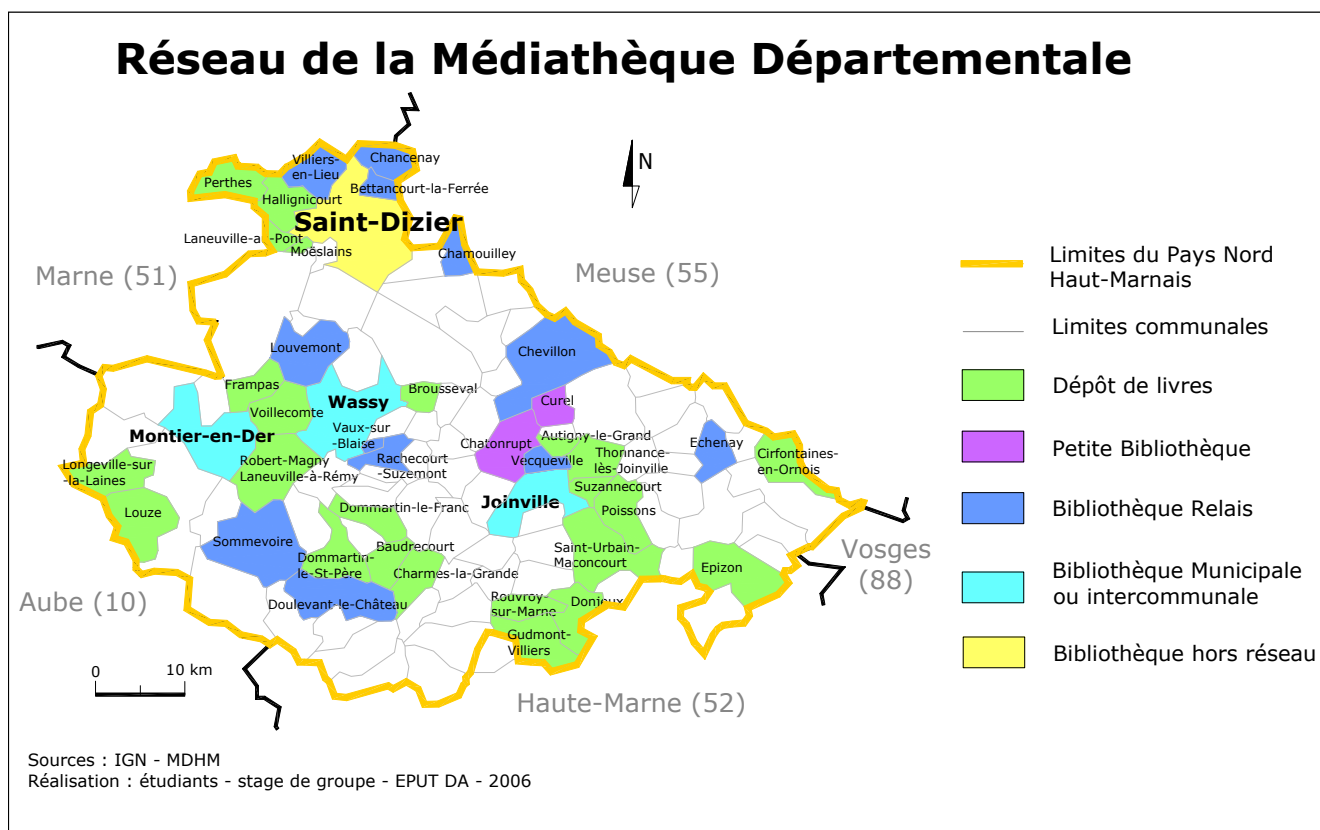 Réseau de la Médiathèque Départementale
N
Villiers-
en-Lieu
Chancenay
Perthes
Bettancourt-la-Ferrée
Hallignicourt
Saint-Dizier
Laneuville-a -Pont
Moëslains
Chamouilley
Marne (51)
Meuse (55)
Louvemont
Chevillon
Frampas
Brousseval
Wassy
Curel
Voillecomte
Montier-en-Der
Vaux-sur
-Blaise
Chatonrupt
Autigny-le-Grand
Echenay
Longeville-sur
-la-Laines
Robert-Magny
Laneuville-à-Rémy
Rachecourt
-Suzemont
Vecqueville
Thonnance-
lès-Joinville
Cirfontaines-
en-Ornois
Suzannecourt
Joinville
Louze
Dommartin-le-Franc
Poissons
Sommevoire
Baudrecourt
Dommartin-
le-St-Père
Saint-Urbain-
Maconcourt
Charmes-la-Grande
Epizon
Doulevant-le-Château
Rouvroy-
sur-Marne
Donjeux
Gudmont-
Villiers
Vosges
(88)
Aube (10)
Haute-Marne (52)
0 10 km
Limites du Pays Nord
Haut-Marnais
Limites communales
Dépôt de livres
Petite Bibliothèque
Bibliothèque Relais
Bibliothèque Municipale
ou intercommunale
Bibliothèque hors réseau
Sources : IGN - MDHM
Réalisation : étudiants - stage de groupe - EPUT DA - 2006